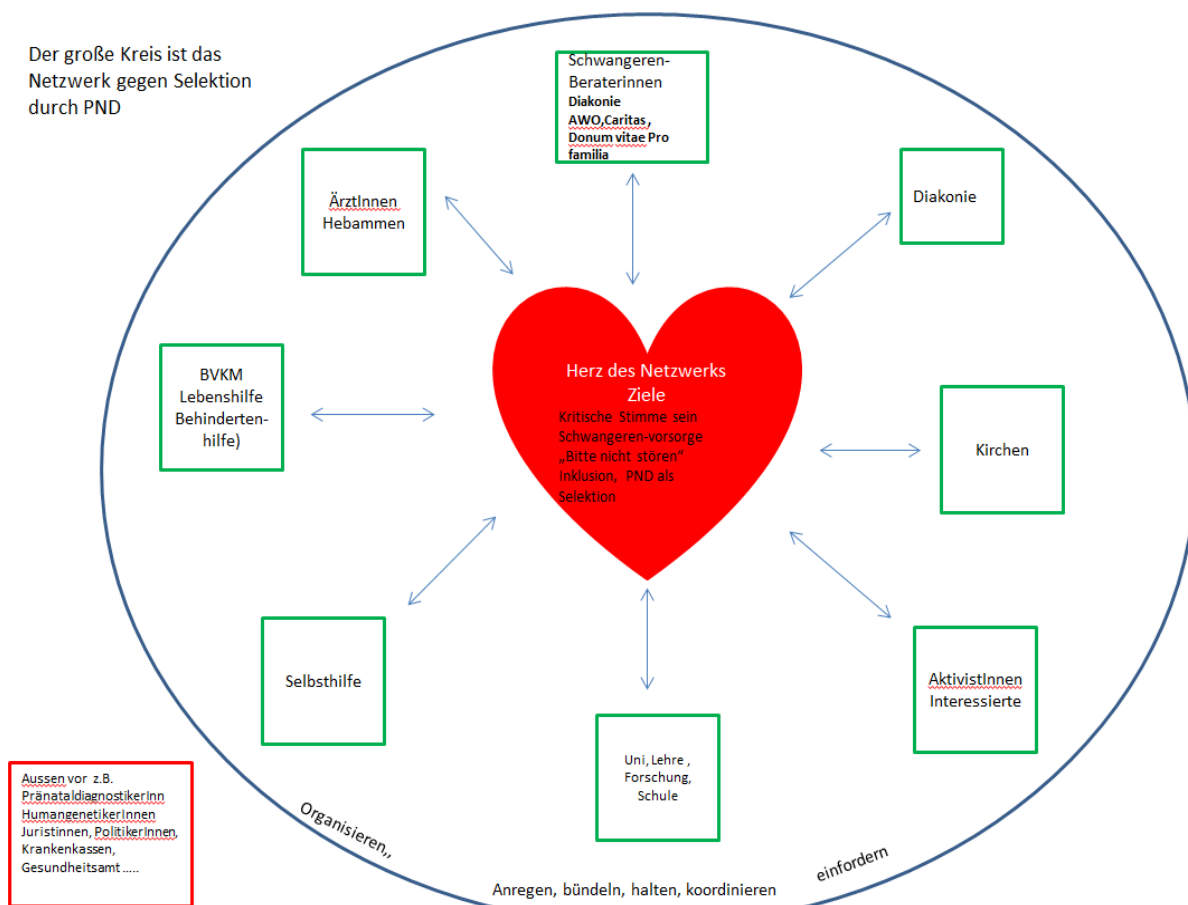 Der große Kreis ist das
Netzwerk gegen Selektion
durch PND
Schwangeren-
Beraterinnen
Diakonie
AWO,Caritas ,
Donum vitae Pro
familia
ÄrztInnen
Hebammen
Diakonie
BVKM
Lebenshilfe
Behinderten-
hilfe)
Herz des Netzwerks
Ziele
Kritische Stimme sein
Schwangeren-vorsorge
„Bitte nicht stören“
Inklusion, PND als
Selektion
Kirchen
Selbsthilfe
AktivistInnen
Interessierte
Uni, Lehre ,
Forschung,
Schule
Aussen vor z.B.
PränataldiagnostikerInn
HumangenetikerInnen
Juristinnen, PolitikerInnen,
Krankenkassen,
Gesundheitsamt .....
Organisieren,,
Anregen, bündeln, halten, koordinieren
einfordern